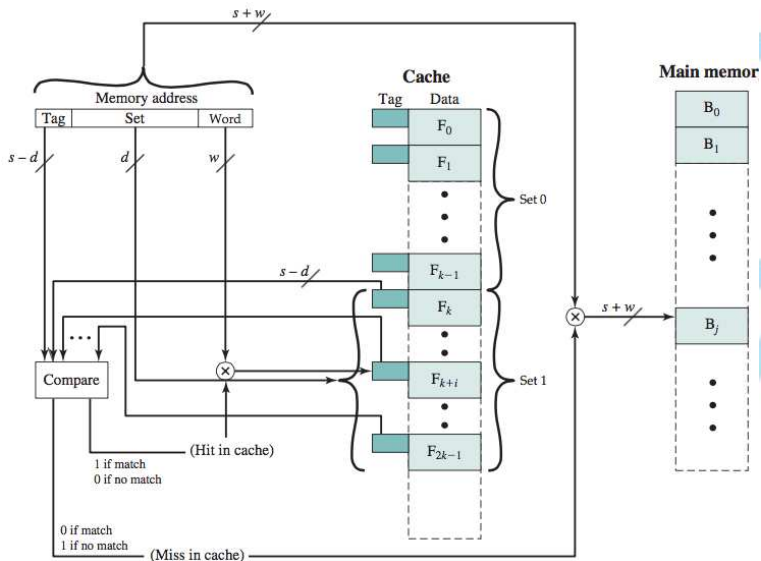 s + w
Cache
Main memor
Memory address
Tag Data
Tag Set Word
F0
B0
s – d
d
w
F1
B1
Set 0
s – d
Fk–1
Fk
s + w
Bj
Compare
Fk+i
Set 1
(Hit in cache)
1 if match
0 if no match
F2k–1
0 if match
1 if no match
(Miss in cache)